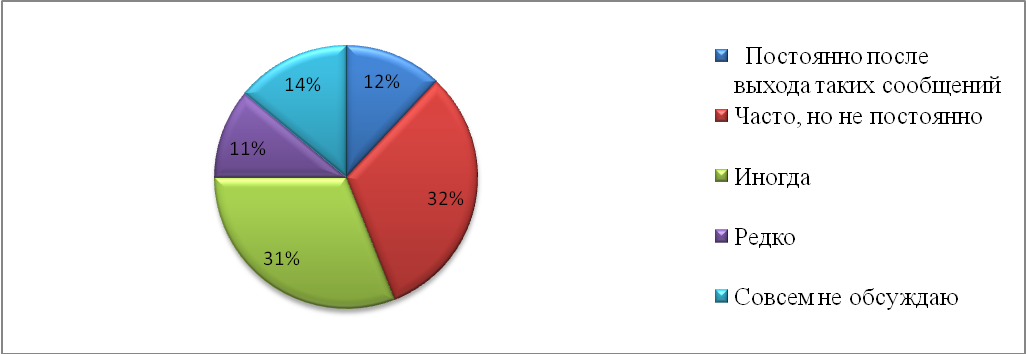 14%
12%
11%
32%
31%
Постоянно после
выхода таких сообщений
Часто, но не постоянно
Иногда
Редко
Совсем не обсуждаю